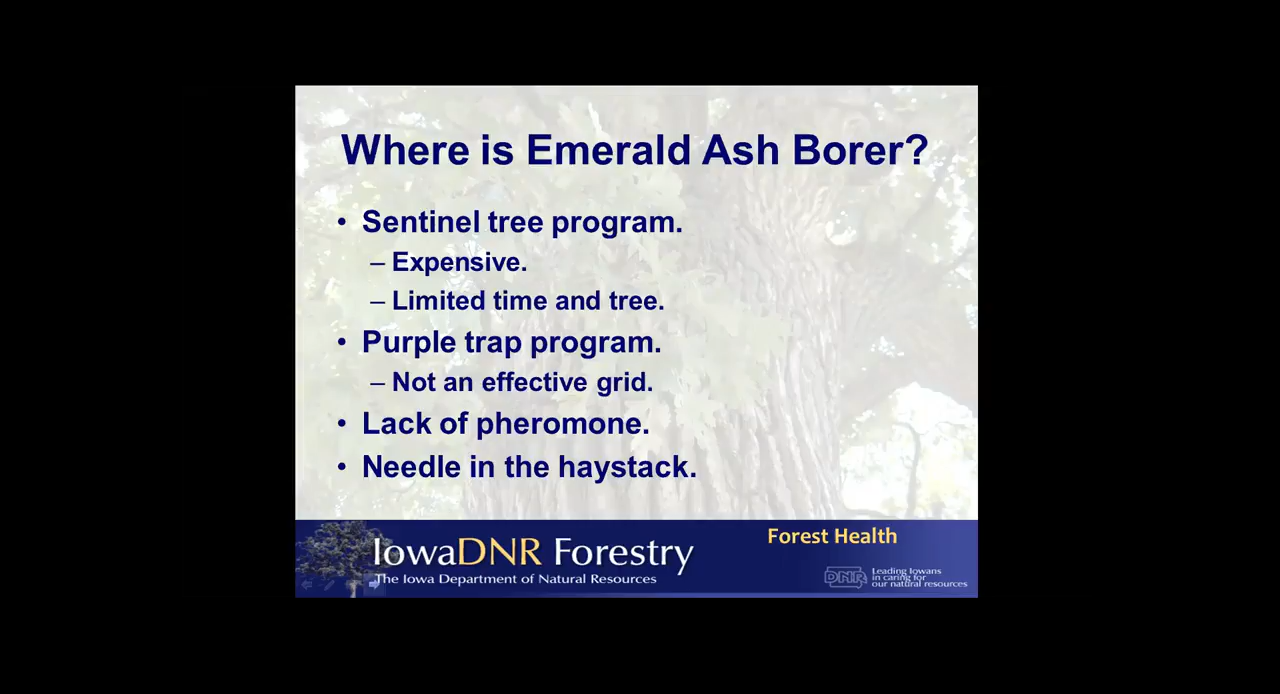 Where is Emerald Ash Borer?
• Sentinel tree program.
– Expensive.
– Limited time and tree.
• Purple trap program.
– Not an effective grid.
• Lack of pheromone.
• Needle in the haystack.
Forest Health
IowaDNR Forestry
The Iowa Department of Natural Resources
DNR
Leading Iowans
in caring for
our natural resources